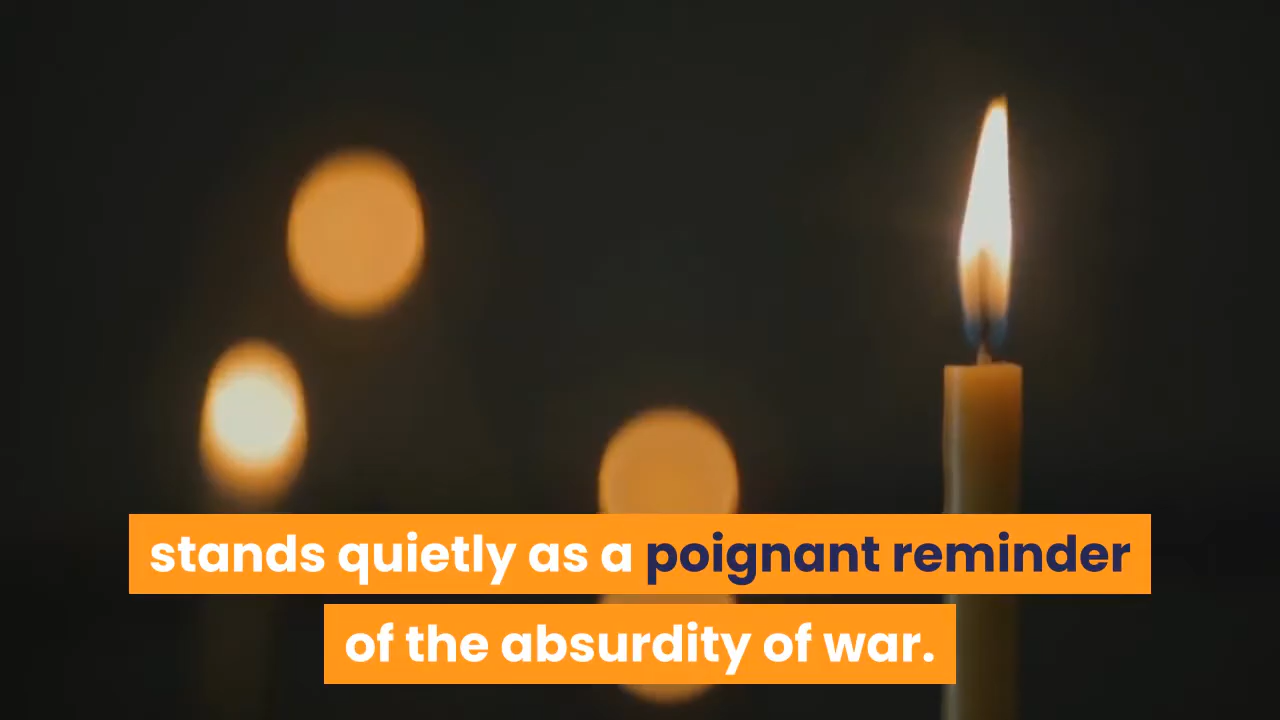 stands quietly as a poignant reminder
of the absurdity of war.